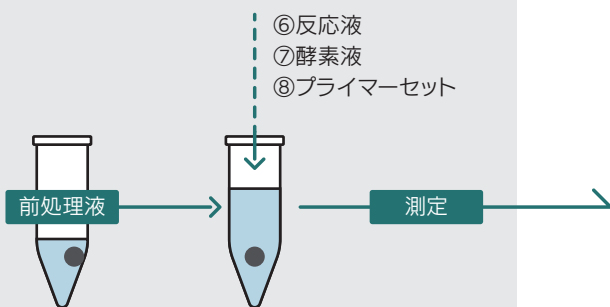 ⑥反応液
⑦酵素液
⑧プライマーセット
前処理液
測定